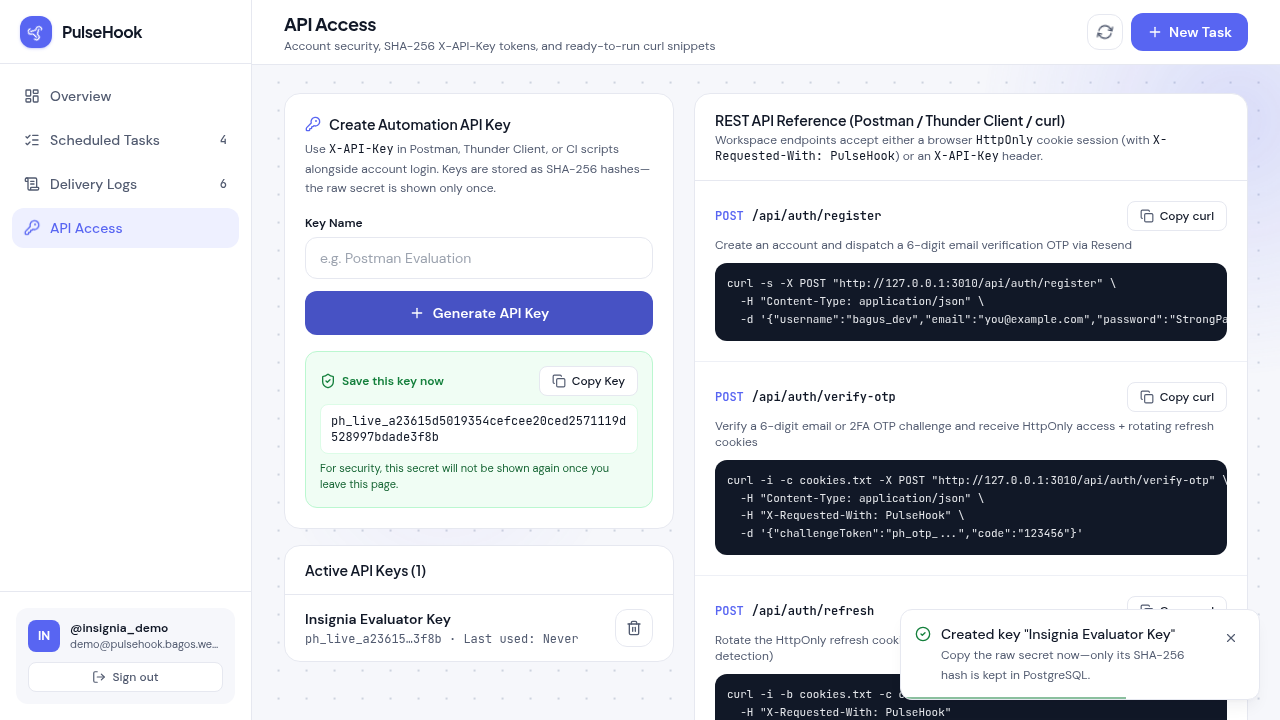 PulseHook
Overview
Scheduled Tasks 4
Delivery Logs 6
API Access
IN
@insignia_demo
demo@pulsehook.bagos.we...
Sign out
API Access
Account security, SHA-256 X-API-Key tokens, and ready-to-run curl snippets
New Task
Create Automation API Key
Use X-API-Key in Postman, Thunder Client, or CI scripts
alongside account login. Keys are stored as SHA-256 hashes—
the raw secret is shown only once.
Key Name
e.g. Postman Evaluation
Generate API Key
Save this key now
Copy Key
ph_live_a23615d5019354cefcee20ced2571119d
528997bdade3f8b
For security, this secret will not be shown again once you
leave this page.
Active API Keys (1)
Insignia Evaluator Key
ph_live_a23615…3f8b · Last used: Never
REST API Reference (Postman / Thunder Client / curl)
Workspace endpoints accept either a browser HttpOnly cookie session (with X-
Requested-With: PulseHook) or an X-API-Key header.
POST /api/auth/register
Copy curl
Create an account and dispatch a 6-digit email verification OTP via Resend
curl -s -X POST "http://127.0.0.1:3010/api/auth/register" \
-H "Content-Type: application/json" \
-d '{"username":"bagus_dev","email":"you@example.com","password":"StrongPa
POST /api/auth/verify-otp
Copy curl
Verify a 6-digit email or 2FA OTP challenge and receive HttpOnly access + rotating refresh
cookies
curl -i -c cookies.txt -X POST "http://127.0.0.1:3010/api/auth/verify-otp" \
-H "Content-Type: application/json" \
-H "X-Requested-With: PulseHook" \
-d '{"challengeToken":"ph_otp_...","code":"123456"}'
POST /api/auth/refresh
Rotate the HttpOnly refresh
detection)
curl -i -b cookies.txt -c
-H "X-Requested-With: PulseHook"
Created key "Insignia Evaluator Key"
Copy the raw secret now—only its SHA-256
hash is kept in PostgreSQL.